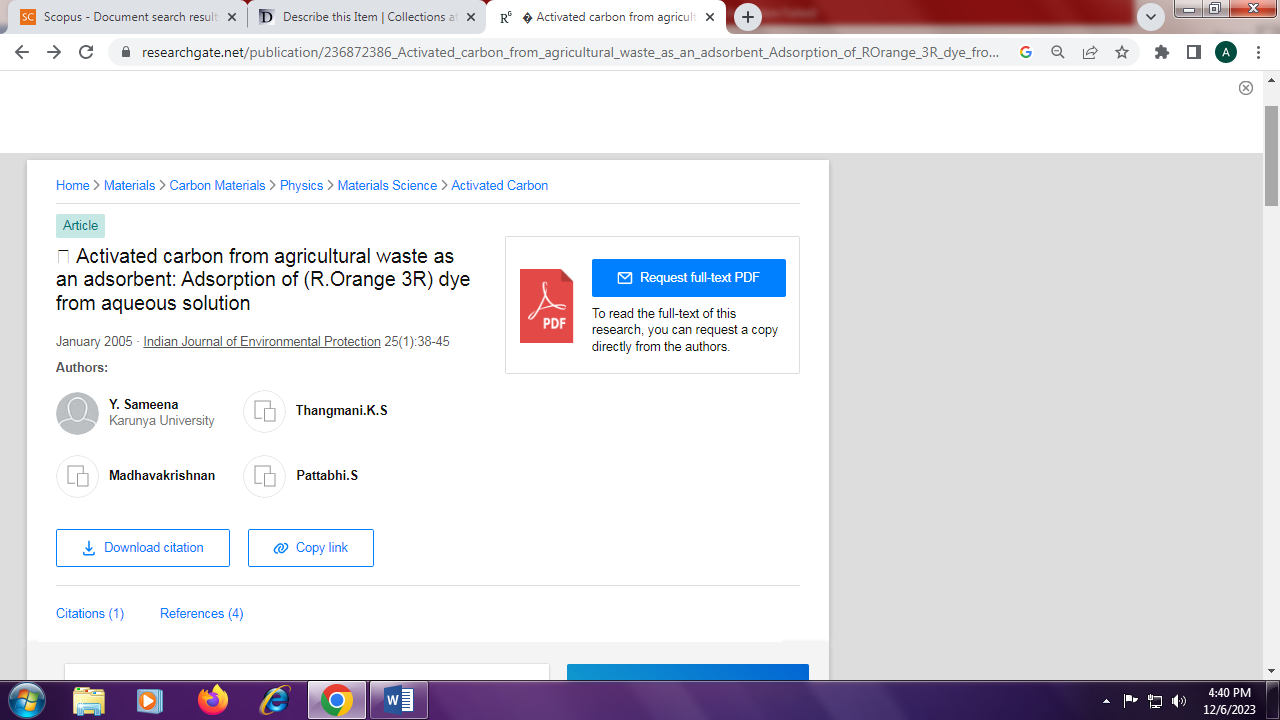 Scopus - Document search result
Describe this Item | Collections a
� Activated carbon from agricult
researchgate.net/publication/236872386_Activated_carbon_from_agricultural_waste_as_an_adsorbent_Adsorption_of_ROrange_3R_dye_fro...
Home > Materials > Carbon Materials > Physics > Materials Science > Activated Carbon
Article
Activated carbon from agricultural waste as
an adsorbent: Adsorption of (R.Orange 3R) dye
from aqueous solution
Request full-text PDF
To read the full-text of this
research, you can request a copy
directly from the authors.
PDF
January 2005 · Indian Journal of Environmental Protection 25(1):38-45
Authors:
Y. Sameena
Karunya University
Thangmani.K.S
Madhavakrishnan
Pattabhi.S
Download citation
Copy link
Citations (1)
References (4)
4:40 PM
12/6/2023